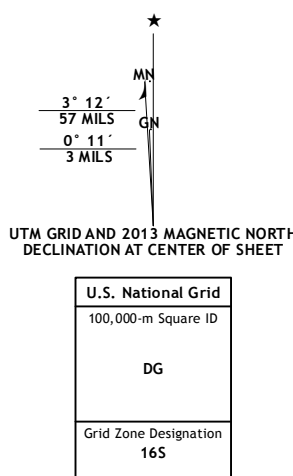 MN
3° 12´
57 MILS
GN
0° 11´
3 MILS
UTM GRID AND 2013 MAGNETIC NORTH
DECLINATION AT CENTER OF SHEET
U.S. National Grid
100,000-m Square ID
DG
Grid Zone Designation
16S